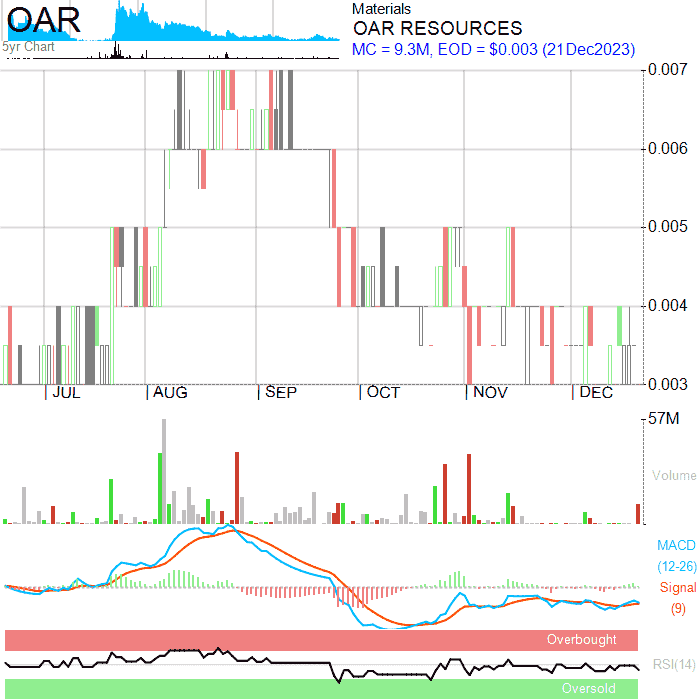 OAR
5yr Chart
Materials
OAR RESOURCES
MC = 9.3M, EOD = $0.003 (21Dec2023)
0.007
0.006
0.005
0.004
0.003
JUL AUG SEP OCT NOV DEC
57M
Volume
MACD
(12-26)
Signal
(9)
Overbought
RSI(14)
Oversold